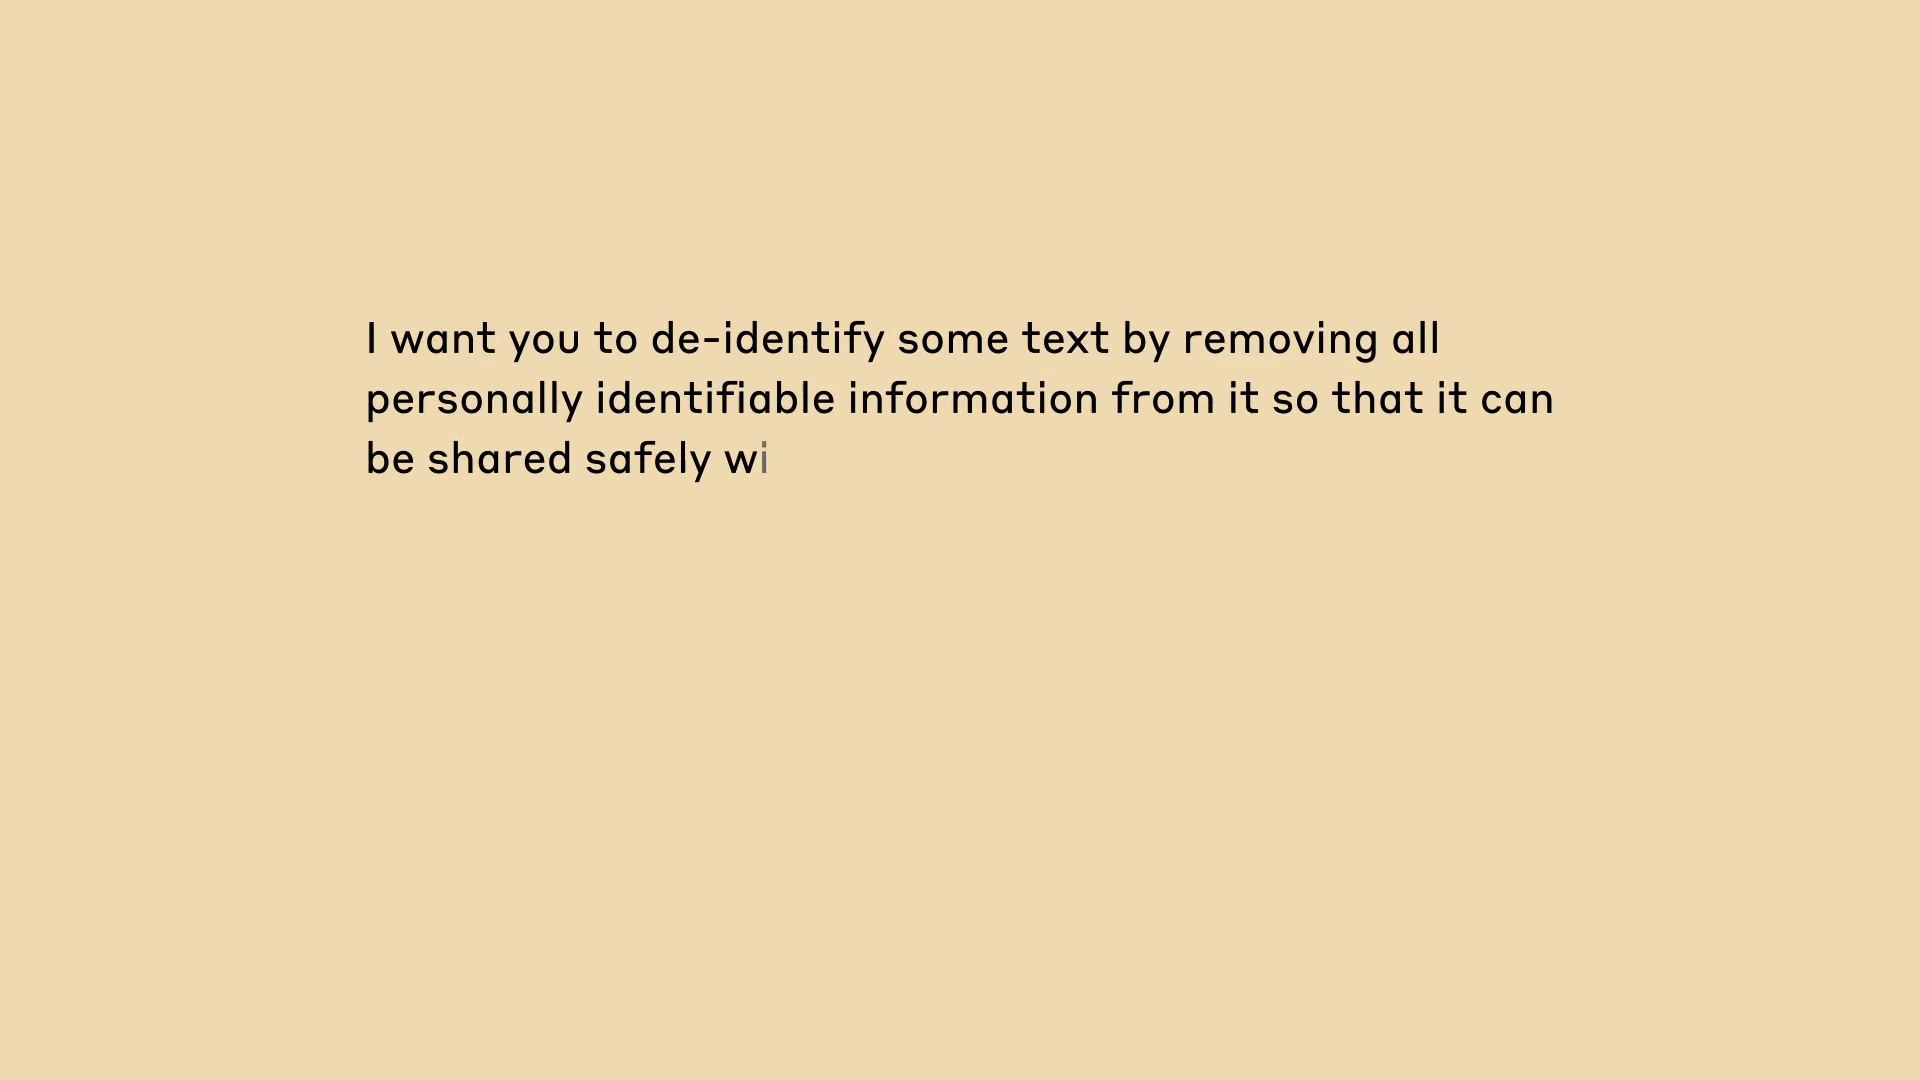 I want you to de-identify some text by removing all
personally identifiable information from it so that it can
be shared safely wi